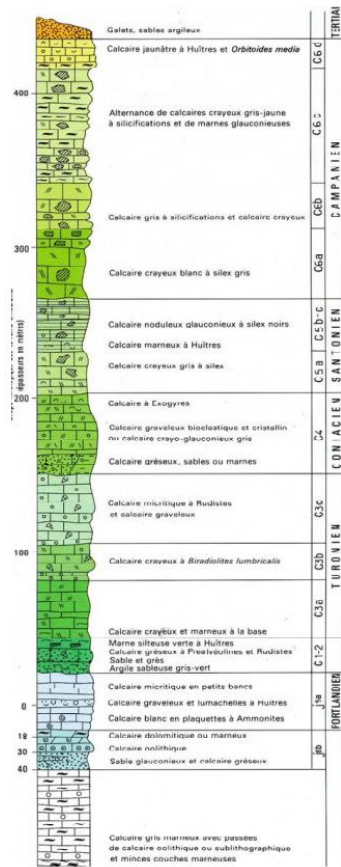 Galets, sables argileux
Calcaire jaunâtre à Huîtres et Orbitoides media
Alternance de calcaires crayeux gris-jaune
à silicifications et de marnes glauconieuses
Calcaire gris à silicifications et calcaire crayeux
Calcaire crayeux blanc à silex gris
Calcaire noduleux glauconieux à silex noirs
Calcaire marneux à Huîtres
Calcaire crayeux gris à silex
Calcaire à Exogyres
Calcaire graveleux bioclastique et cristallin
ou calcaire crayo-glauconieux gris
Calcaire gréseux, sables ou marnes
Calcaire micritique à Rudistes
et calcaire graveleux
Calcaire crayeux à Biradiolites lumbricalis
Calcaire crayeux et marneux à la base
Marne silteuse verte à Huîtres
Calcaire gréseux à Préalvéolines et Rudistes
Sable et grès
Argile sableuse gris-vert
Calcaire micritique en petits bancs
Calcaire graveleux et lumachelles à Huîtres
Calcaire blanc en plaquettes à Ammonites
Calcaire dolomitique ou marneux
Calcaire oolithique
Sable glauconieux et calcaire gréseux
Calcaire gris marneux avec passées
de calcaire oolithique ou sublithographique
et minces couches marneuses
400
300
200
100
0
18
30
40
épaisseurs en mètres)
C6d
C6b
C6a
C5b-c
C5a
C4
C3c
C3b
C3a
C1-2
TERTIAI
CAMPANIEN
SANTONIEN
CONIACIEN
TURONIEN
PORTLANDIEN